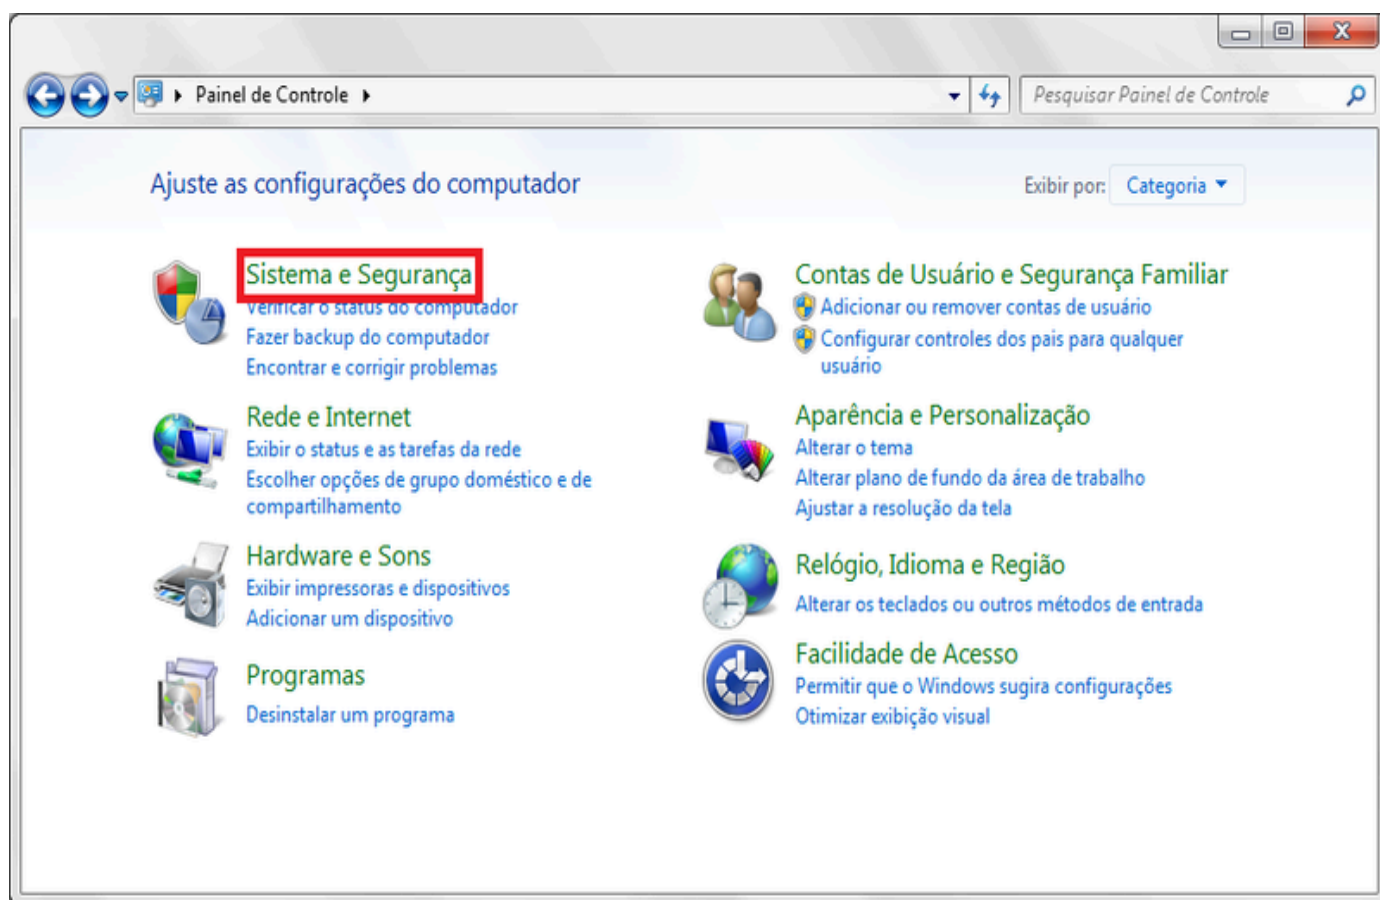 Painel de Controle
Pesquisar Painel de Controle
Ajuste as configurações do computador
Exibir por: Categoria
Sistema e Segurança
Verificar o status do computador
Fazer backup do computador
Encontrar e corrigir problemas
Rede e Internet
Exibir o status e as tarefas da rede
Escolher opções de grupo doméstico e de
compartilhamento
Hardware e Sons
Exibir impressoras e dispositivos
Adicionar um dispositivo
Programas
Desinstalar um programa
Contas de Usuário e Segurança Familiar
Adicionar ou remover contas de usuário
Configurar controles dos pais para qualquer
usuário
Aparência e Personalização
Alterar o tema
Alterar plano de fundo da área de trabalho
Ajustar a resolução da tela
Relógio, Idioma e Região
Alterar os teclados ou outros métodos de entrada
Facilidade de Acesso
Permitir que o Windows sugira configurações
Otimizar exibição visual